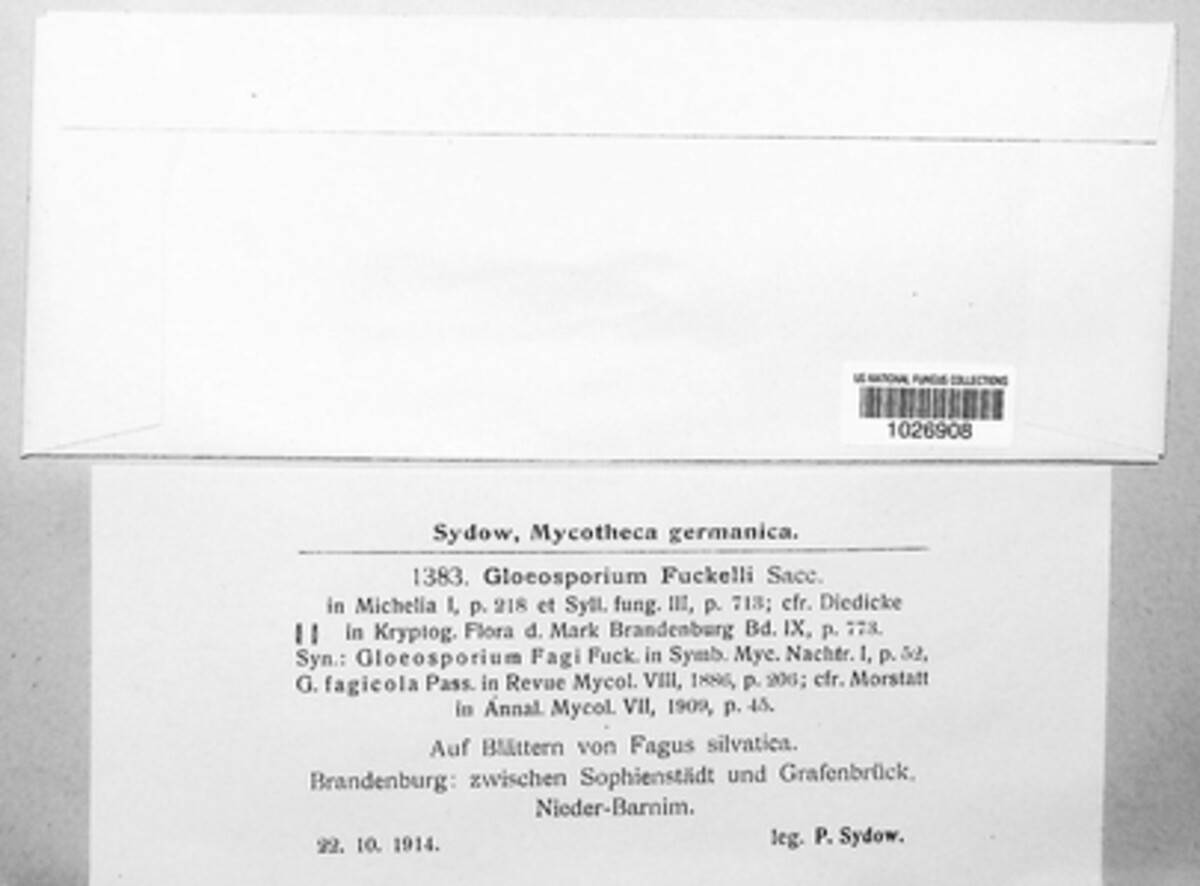 US NATIONAL FUNGUS COLLECTIONS
1026908
Sydow, Mycotheca germanica.
1383. Gloeosporium Fuckelli Sacc.
in Michelia I, p. 218 et Syll. fung. III, p. 713; cfr. Diedicke
in Kryptog. Flora d. Mark Brandenburg Bd. IX, p. 773.
Syn.: Gloeosporium Fagi Fuck. in Symb. Myc. Nachtr. I, p. 52,
G. fagicola Pass. in Revue Mycol. VIII, 1886, p. 206; cfr. Morstatt
in Annal. Mycol. VII, 1909, p. 45.
Auf Blättern von Fagus silvatica.
Brandenburg: zwischen Sophienstädt und Grafenbrück,
Nieder-Barnim.
22. 10. 1914.
leg. P. Sydow.